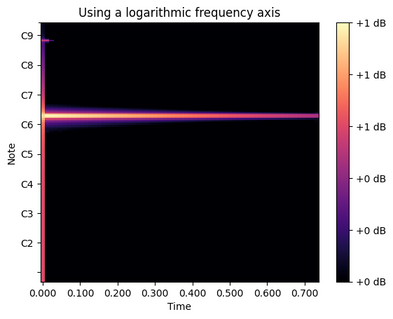 Using a logarithmic frequency axis
C9
C8
C7
C6
C5
C4
C3
C2
Note
0.000 0.100 0.200 0.300 0.400 0.500 0.600 0.700
Time
+1 dB
+1 dB
+1 dB
+0 dB
+0 dB
+0 dB